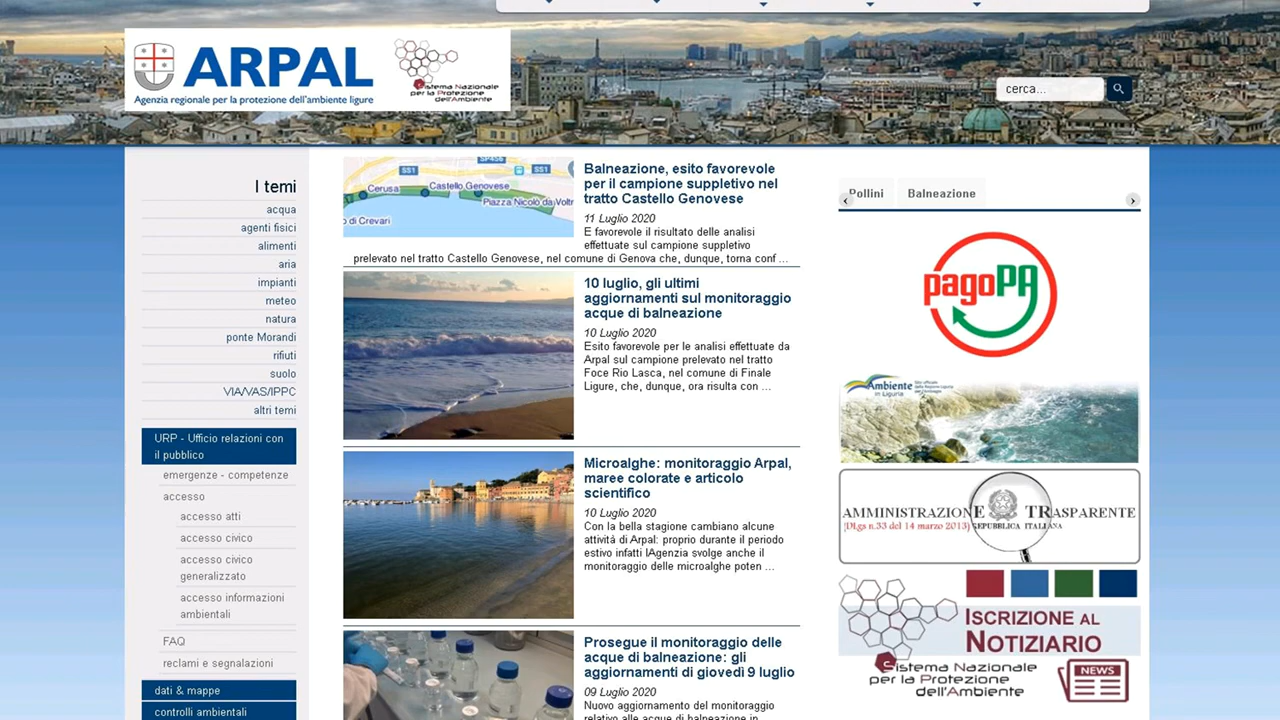 ARPAL
Agenzia regionale per la protezione dell'ambiente ligure
Sistema Nazionale
per la Protezione
dell'Ambiente
cerca...
I temi
acqua
agenti fisici
alimenti
aria
impianti
meteo
natura
ponte Morandi
rifiuti
suolo
VIA/VAS/IPPC
altri temi
URP - Ufficio relazioni con
il pubblico
emergenze - competenze
accesso
accesso atti
accesso civico
accesso civico
generalizzato
accesso informazioni
ambientali
FAQ
reclami e segnalazioni
dati & mappe
controlli ambientali
SS1
SP456
SS1
Cerusa
Castello Genovese
Piazza Nicolò da Voltr
o di Crevari
Balneazione, esito favorevole
per il campione suppletivo nel
tratto Castello Genovese
11 Luglio 2020
E favorevole il risultato delle analisi
effettuate sul campione suppletivo
prelevato nel tratto Castello Genovese, nel comune di Genova che, dunque, torna conf ...
10 luglio, gli ultimi
aggiornamenti sul monitoraggio
acque di balneazione
10 Luglio 2020
Esito favorevole per le analisi effettuate da
Arpal sul campione prelevato nel tratto
Foce Rio Lasca, nel comune di Finale
Ligure, che, dunque, ora risulta con ...
Microalghe: monitoraggio Arpal,
maree colorate e articolo
scientifico
10 Luglio 2020
Con la bella stagione cambiano alcune
attività di Arpal: proprio durante il periodo
estivo infatti lAgenzia svolge anche il
monitoraggio delle microalghe poten ...
Prosegue il monitoraggio delle
acque di balneazione: gli
aggiornamenti di giovedì 9 luglio
09 Luglio 2020
Nuovo aggiornamento del monitoraggio
relativo alle acque di balneazione in
Pollini
Balneazione
pagoPA
Ambiente
in Liguria
AMMINISTRAZIONE TRASPARENTE
(Dlgs n.33 del 14 marzo 2013)
REPUBBLICA ITALIANA
ISCRIZIONE AL
NOTIZIARIO
Sistema Nazionale
per la Protezione
dell'Ambiente
NEWS